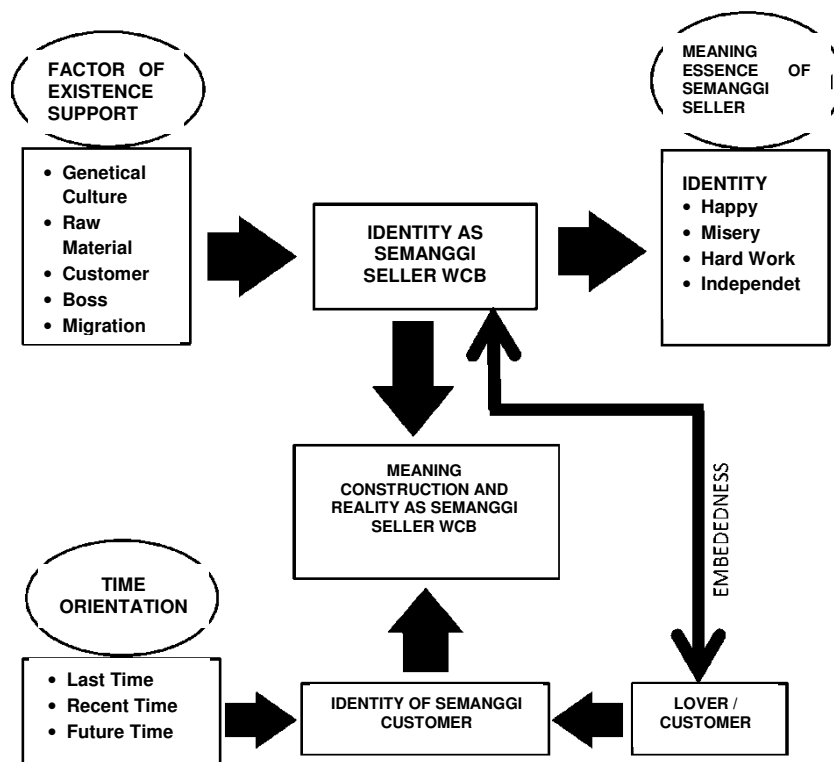 FACTOR OF
EXISTENCE
SUPPORT
• Genetical
Culture
• Raw
Material
• Customer
• Boss
• Migration
IDENTITY AS
SEMANGGI
SELLER WCB
MEANING
ESSENCE OF
SEMANGGI
SELLER
IDENTITY
• Happy
• Misery
• Hard Work
• Independet
MEANING
CONSTRUCTION AND
REALITY AS SEMANGGI
SELLER WCB
EMBEDEDNESS
TIME
ORIENTATION
• Last Time
• Recent Time
• Future Time
IDENTITY OF SEMANGGI
CUSTOMER
LOVER /
CUSTOMER